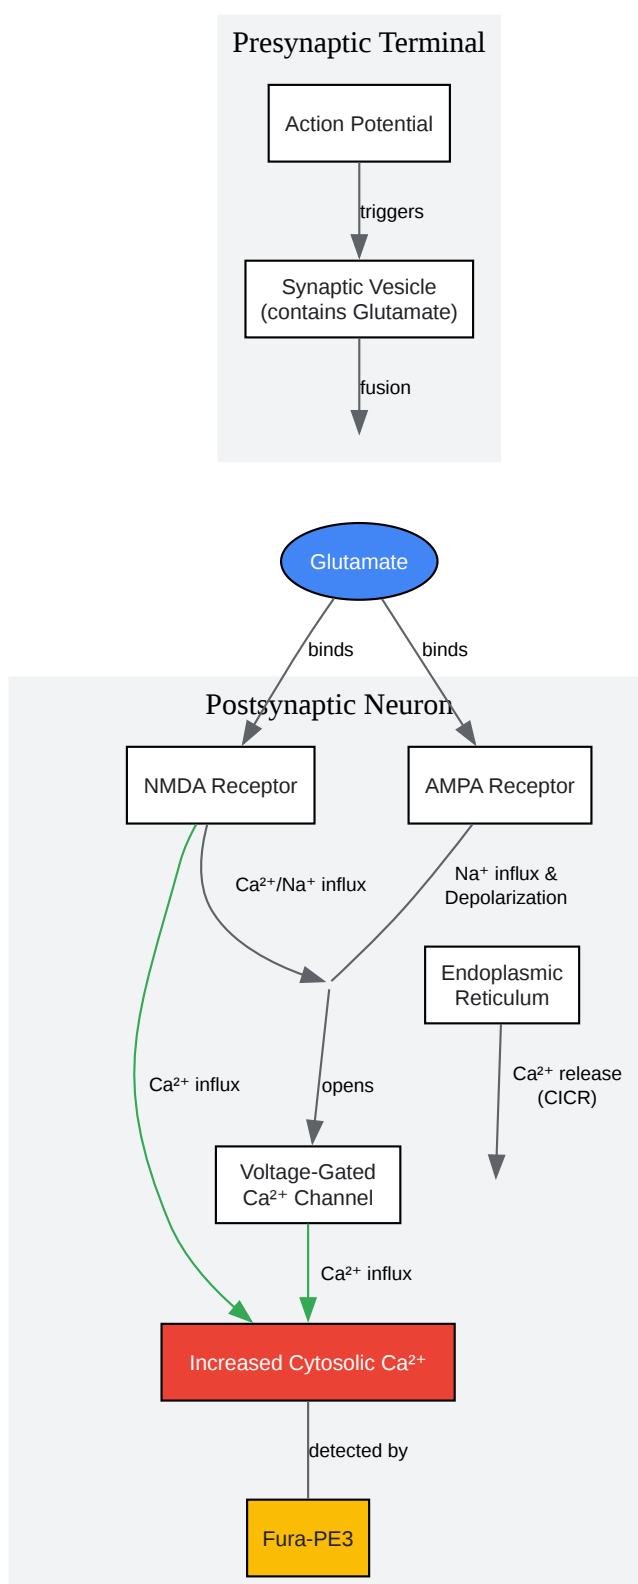 Presynaptic Terminal
Action Potential
triggers
Synaptic Vesicle
(contains Glutamate)
fusion
Glutamate
binds
binds
Postsynaptic Neuron
NMDA Receptor
AMPA Receptor
Ca²⁺/Na⁺ influx
Na⁺ influx &
Depolarization
Endoplasmic
Reticulum
Ca²⁺ influx
opens
Ca²⁺ release
(CICR)
Voltage-Gated
Ca²⁺ Channel
Ca²⁺ influx
Increased Cytosolic Ca²⁺
detected by
Fura-PE3